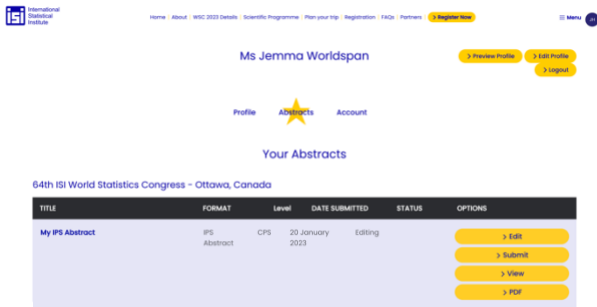 International
Statistical
Institute
isi
Home About WSC 2023 Details Scientific Programme Plan your trip Registration FAQs Partners > Register Now Menu JH
Ms Jemma Worldspan
> Preview Profile > Edit Profile
> Logout
Profile Abstracts Account
Your Abstracts
64th ISI World Statistics Congress - Ottawa, Canada
TITLE FORMAT Level DATE SUBMITTED STATUS OPTIONS
My IPS Abstract IPS CPS 20 January Editing
Abstract 2023
> Edit
> Submit
> View
> PDF